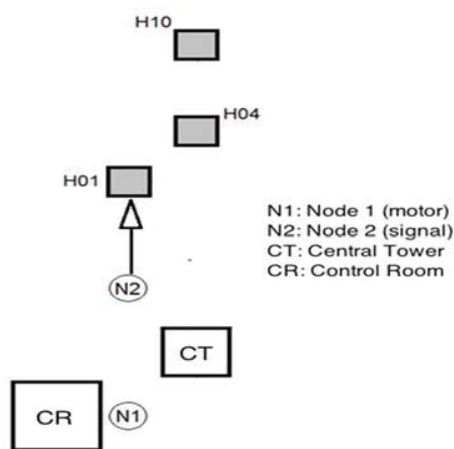 H10
H04
H01
N1: Node 1 (motor)
N2: Node 2 (signal)
CT: Central Tower
CR: Control Room
N2
CT
CR
N1